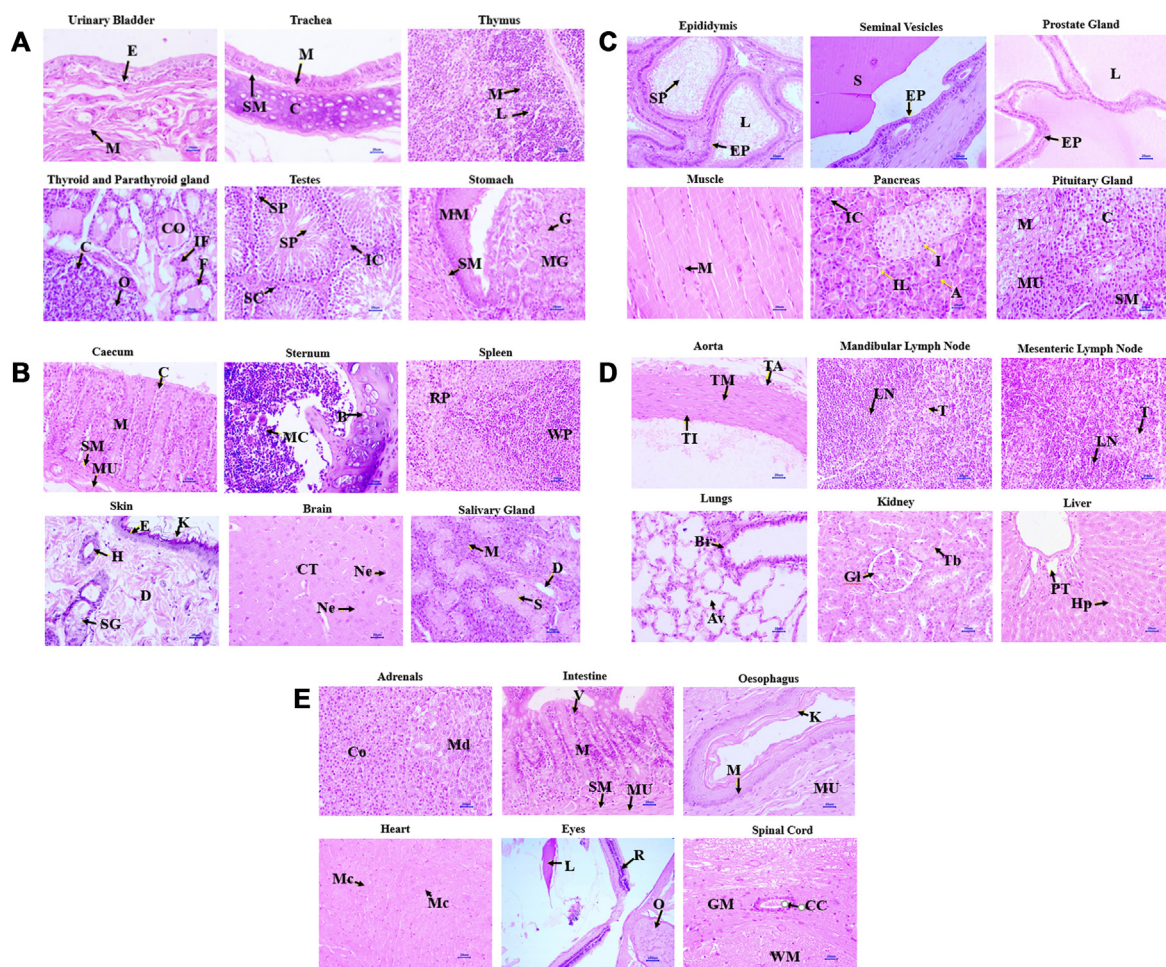 A
Urinary Bladder
Trachea
Thymus
E
M
M
SM
C
M
L
Thyroid and Parathyroid gland
Testes
Stomach
CO
C
IF
F
O
SP
SP
IC
SC
MM
G
SM
MG
B
Caecum
Sternum
Spleen
C
M
SM
MU
B
MC
RP
WP
Skin
Brain
Salivary Gland
E
K
H
D
SG
CT
Ne
Ne
M
D
S
C
Epididymis
Seminal Vesicles
Prostate Gland
SP
L
EP
S
EP
L
EP
Muscle
Pancreas
Pituitary Gland
M
IC
I
IL
A
M
C
MU
SM
D
Aorta
Mandibular Lymph Node
Mesenteric Lymph Node
TA
TM
TI
LN
T
T
LN
Lungs
Kidney
Liver
Br
Av
Tb
Gl
PT
Hp
E
Adrenals
Intestine
Oesophagus
Co
Md
V
M
SM
MU
K
M
MU
Heart
Eyes
Spinal Cord
Mc
Mc
L
R
O
GM
CC
WM